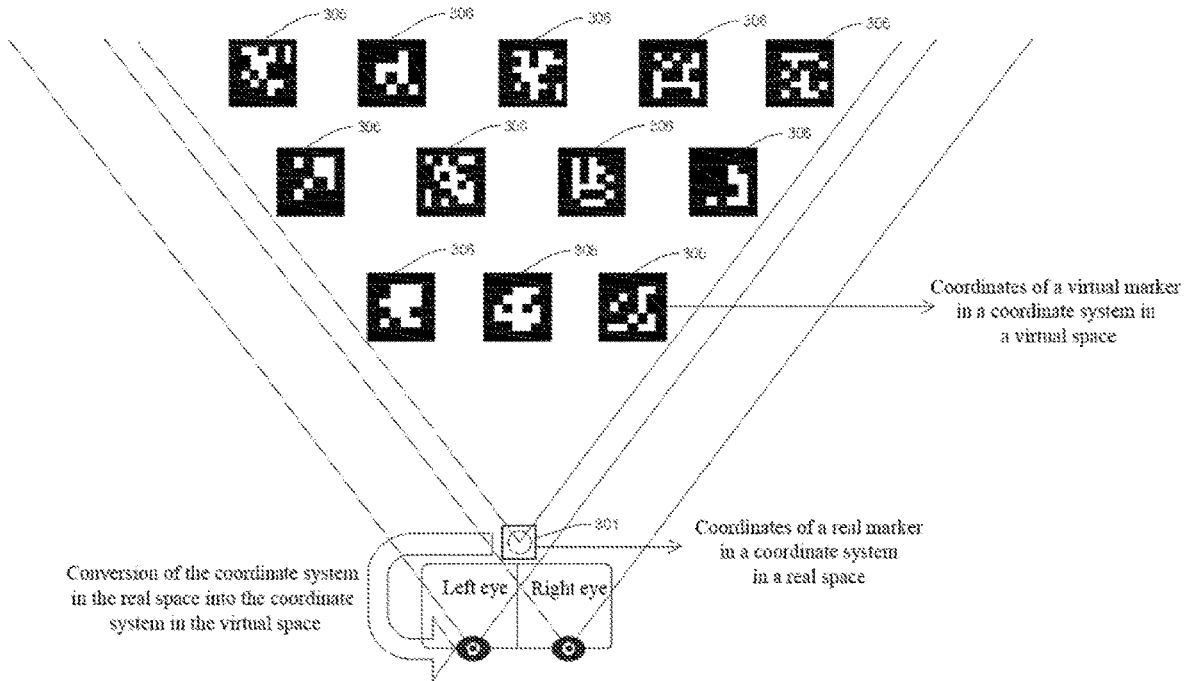 306
306
306
306
306
306
306
306
306
306
306
306
Coordinates of a virtual marker
in a coordinate system in
a virtual space
301
Coordinates of a real marker
in a coordinate system
in a real space
Conversion of the coordinate system
in the real space into the coordinate
system in the virtual space
Left eye
Right eye